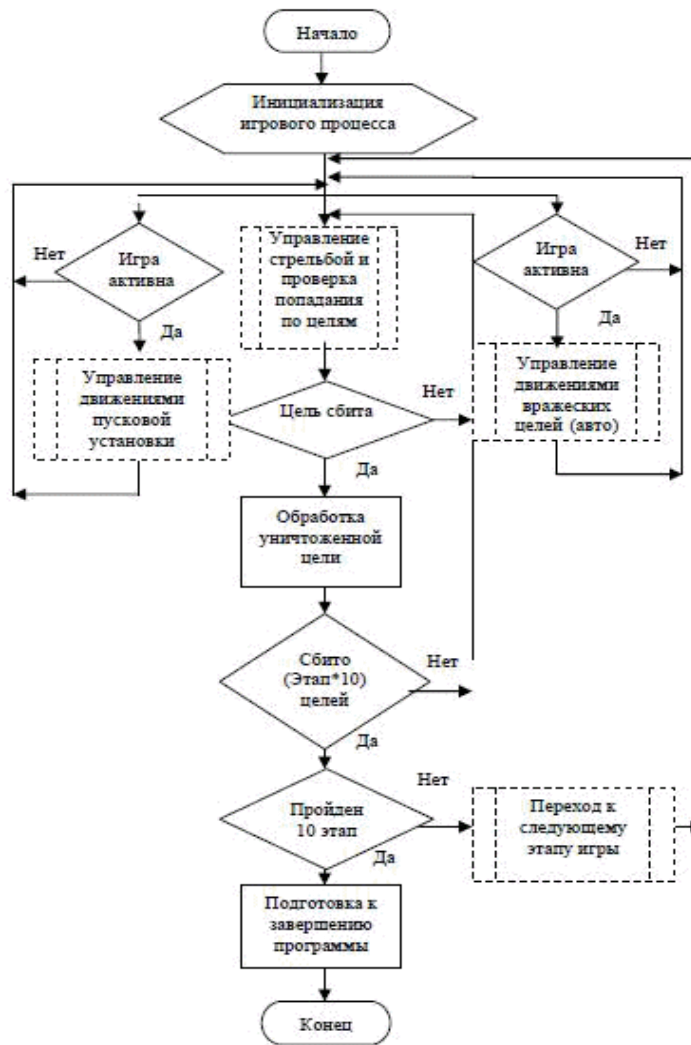 Начало
Инициализация
игрового процесса
Нет
Игра
активна
Да
Управление
движениями
пусковой
установки
Управление
стрельбой и
проверка
попадания
по целям
Игра
активна
Нет
Да
Управление
движениями
вражеских
целей (авто)
Цель сбита
Нет
Да
Обработка
уничтоженной
цели
Сбито
(Этап*10)
целей
Нет
Да
Пройден
10 этап
Нет
Да
Переход к
следующему
этапу игры
Подготовка к
завершению
программы
Конец